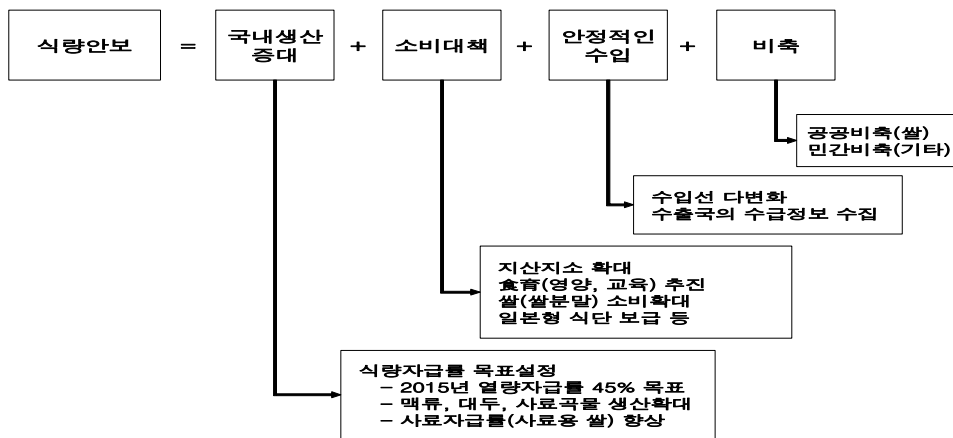 식량안보 = 국내생산 증대 + 소비대책 + 안정적인 수입 + 비축
공공비축(쌀)
민간비축(기타)
수입선 다변화
수출국의 수급정보 수집
지산지소 확대
食育(영양, 교육) 추진
쌀(쌀분말) 소비확대
일본형 식단 보급 등
식량자급률 목표설정
– 2015년 열량자급률 45% 목표
– 맥류, 대두, 사료곡물 생산확대
– 사료자급률(사료용 쌀) 향상